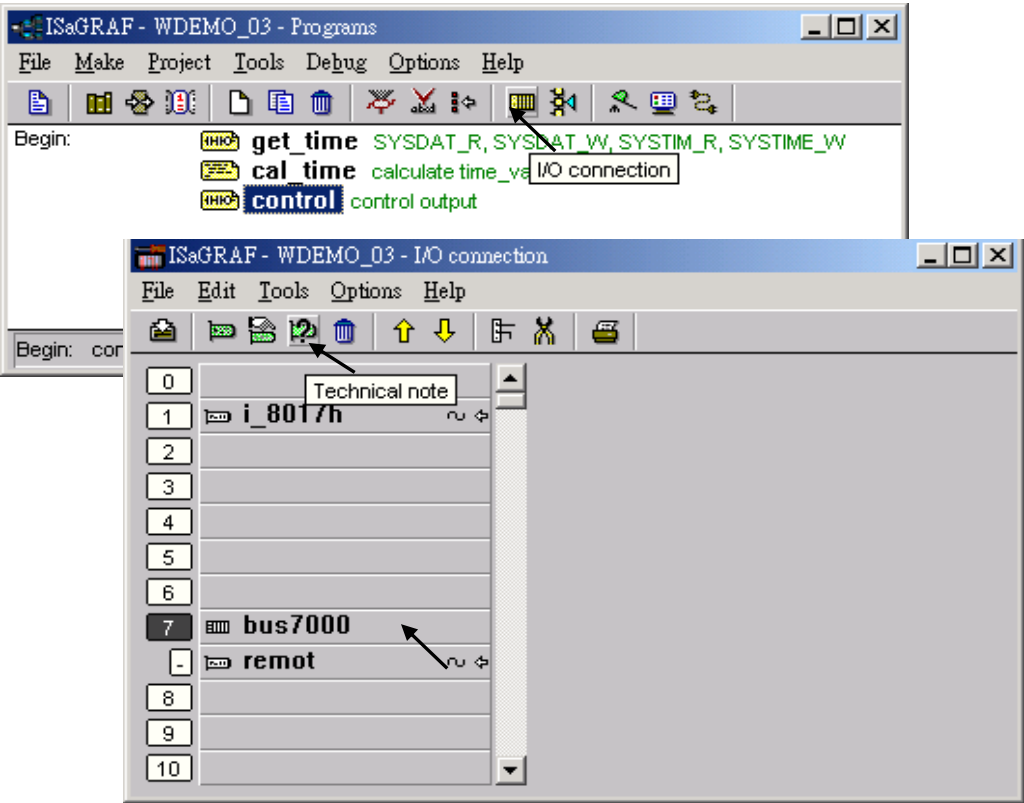 ISaGRAF - WDEMO_03 - Programs
File Make Project Tools Debug Options Help
Begin: get_time SYSDAT_R, SYSDAT_W, SYSTIM_R, SYSTIME_W
cal_time calculate time_va
I/O connection
control control output
ISaGRAF - WDEMO_03 - I/O connection
File Edit Tools Options Help
Begin: cor
Technical note
0
1 i_8017h
2
3
4
5
6
7 bus7000
- remot
8
9
10